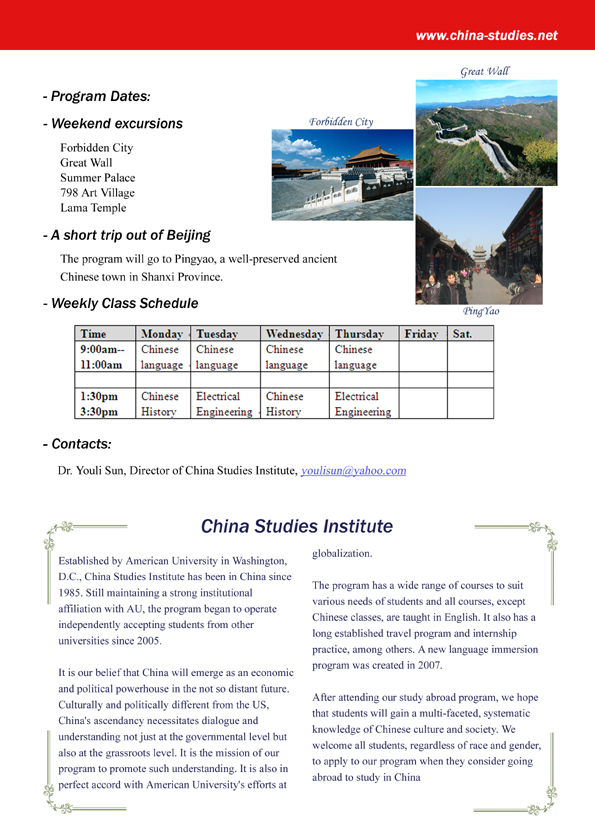 www.china-studies.net
Great Wall
- Program Dates:
- Weekend excursions
Forbidden City
Forbidden City
Great Wall
Summer Palace
798 Art Village
Lama Temple
- A short trip out of Beijing
The program will go to Pingyao, a well-preserved ancient
Chinese town in Shanxi Province.
PingYao
- Weekly Class Schedule
Time Monday Tuesday Wednesday Thursday Friday Sat.
9:00am-- Chinese Chinese Chinese Chinese
11:00am language language language language
1:30pm Chinese Electrical Chinese Electrical
3:30pm History Engineering History Engineering
- Contacts:
Dr. Youli Sun, Director of China Studies Institute, youlisun@yahoo.com
China Studies Institute
Established by American University in Washington,
D.C., China Studies Institute has been in China since
1985. Still maintaining a strong institutional
affiliation with AU, the program began to operate
independently accepting students from other
universities since 2005.
It is our belief that China will emerge as an economic
and political powerhouse in the not so distant future.
Culturally and politically different from the US,
China's ascendancy necessitates dialogue and
understanding not just at the governmental level but
also at the grassroots level. It is the mission of our
program to promote such understanding. It is also in
perfect accord with American University's efforts at
globalization.
The program has a wide range of courses to suit
various needs of students and all courses, except
Chinese classes, are taught in English. It also has a
long established travel program and internship
practice, among others. A new language immersion
program was created in 2007.
After attending our study abroad program, we hope
that students will gain a multi-faceted, systematic
knowledge of Chinese culture and society. We
welcome all students, regardless of race and gender,
to apply to our program when they consider going
abroad to study in China